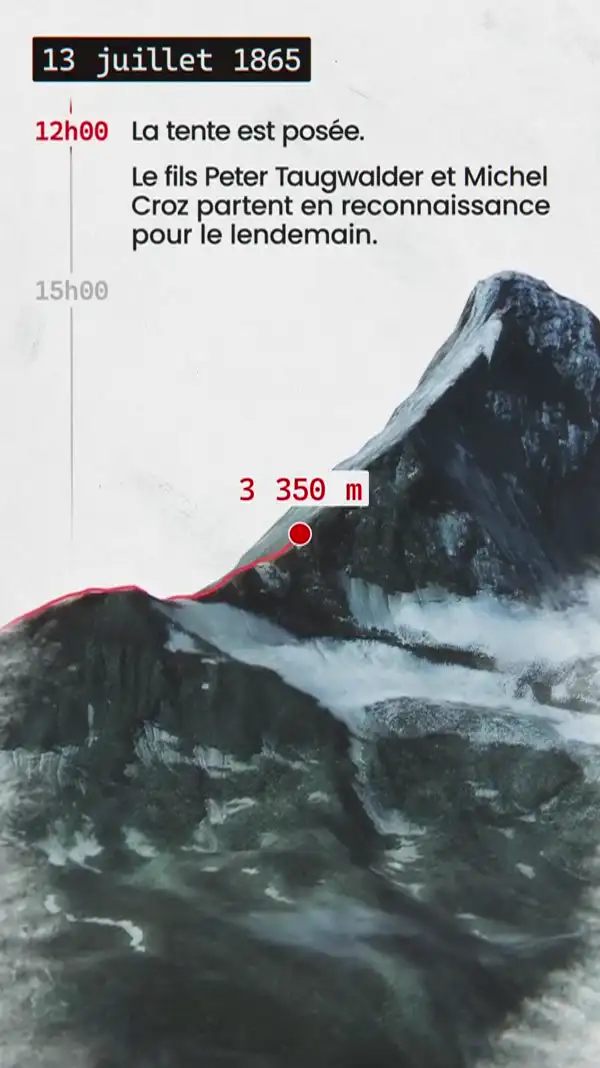 13 juillet 1865
12h00
La tente est posée.
Le fils Peter Taugwalder et Michel
Croz partent en reconnaissance
pour le lendemain.
15h00
3 350 m